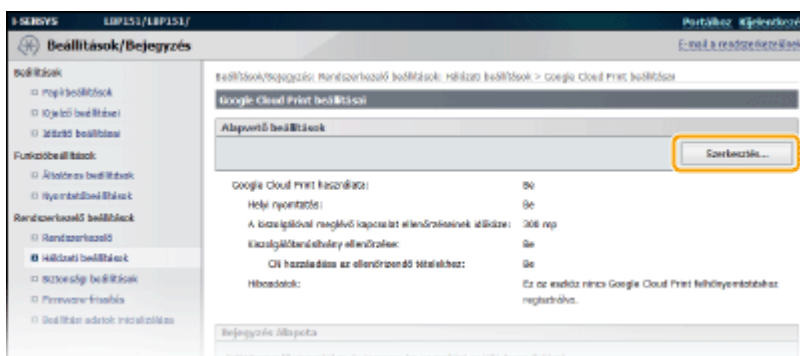 i-SENSYS LBP151/LBP151/
Portálhoz Kijelentkezés
Beállítások/Bejegyzés
E-mail a rendszerkezelőnek
Beállítások
Papírbeállítások
Kijelző beállításai
Időzítő beállításai
Funkcióbeállítások
Általános beállítások
Nyomtatóbeállítások
Rendszerkezelő beállítások
Rendszerkezelő
Hálózati beállítások
Biztonsági beállítások
Firmware-frissítés
Beállítási adatok inicializálása
Beállítások/Bejegyzés: Rendszerkezelő beállítások: Hálózati beállítások > Google Cloud Print beállításai
Google Cloud Print beállításai
Alapvető beállítások
Szerkesztés...
Google Cloud Print használata: Be
Helyi nyomtatás: Be
A kiszolgálóval meglévő kapcsolat ellenőrzéseinek időköze: 300 mp
Kiszolgálótanúsítvány ellenőrzése: Be
CN hozzáadása az ellenőrizendő tételekhez: Be
Hibaadatok: Ez az eszköz nincs Google Cloud Print felhőnyomtatáshoz
regisztrálva.
Bejegyzés állapota